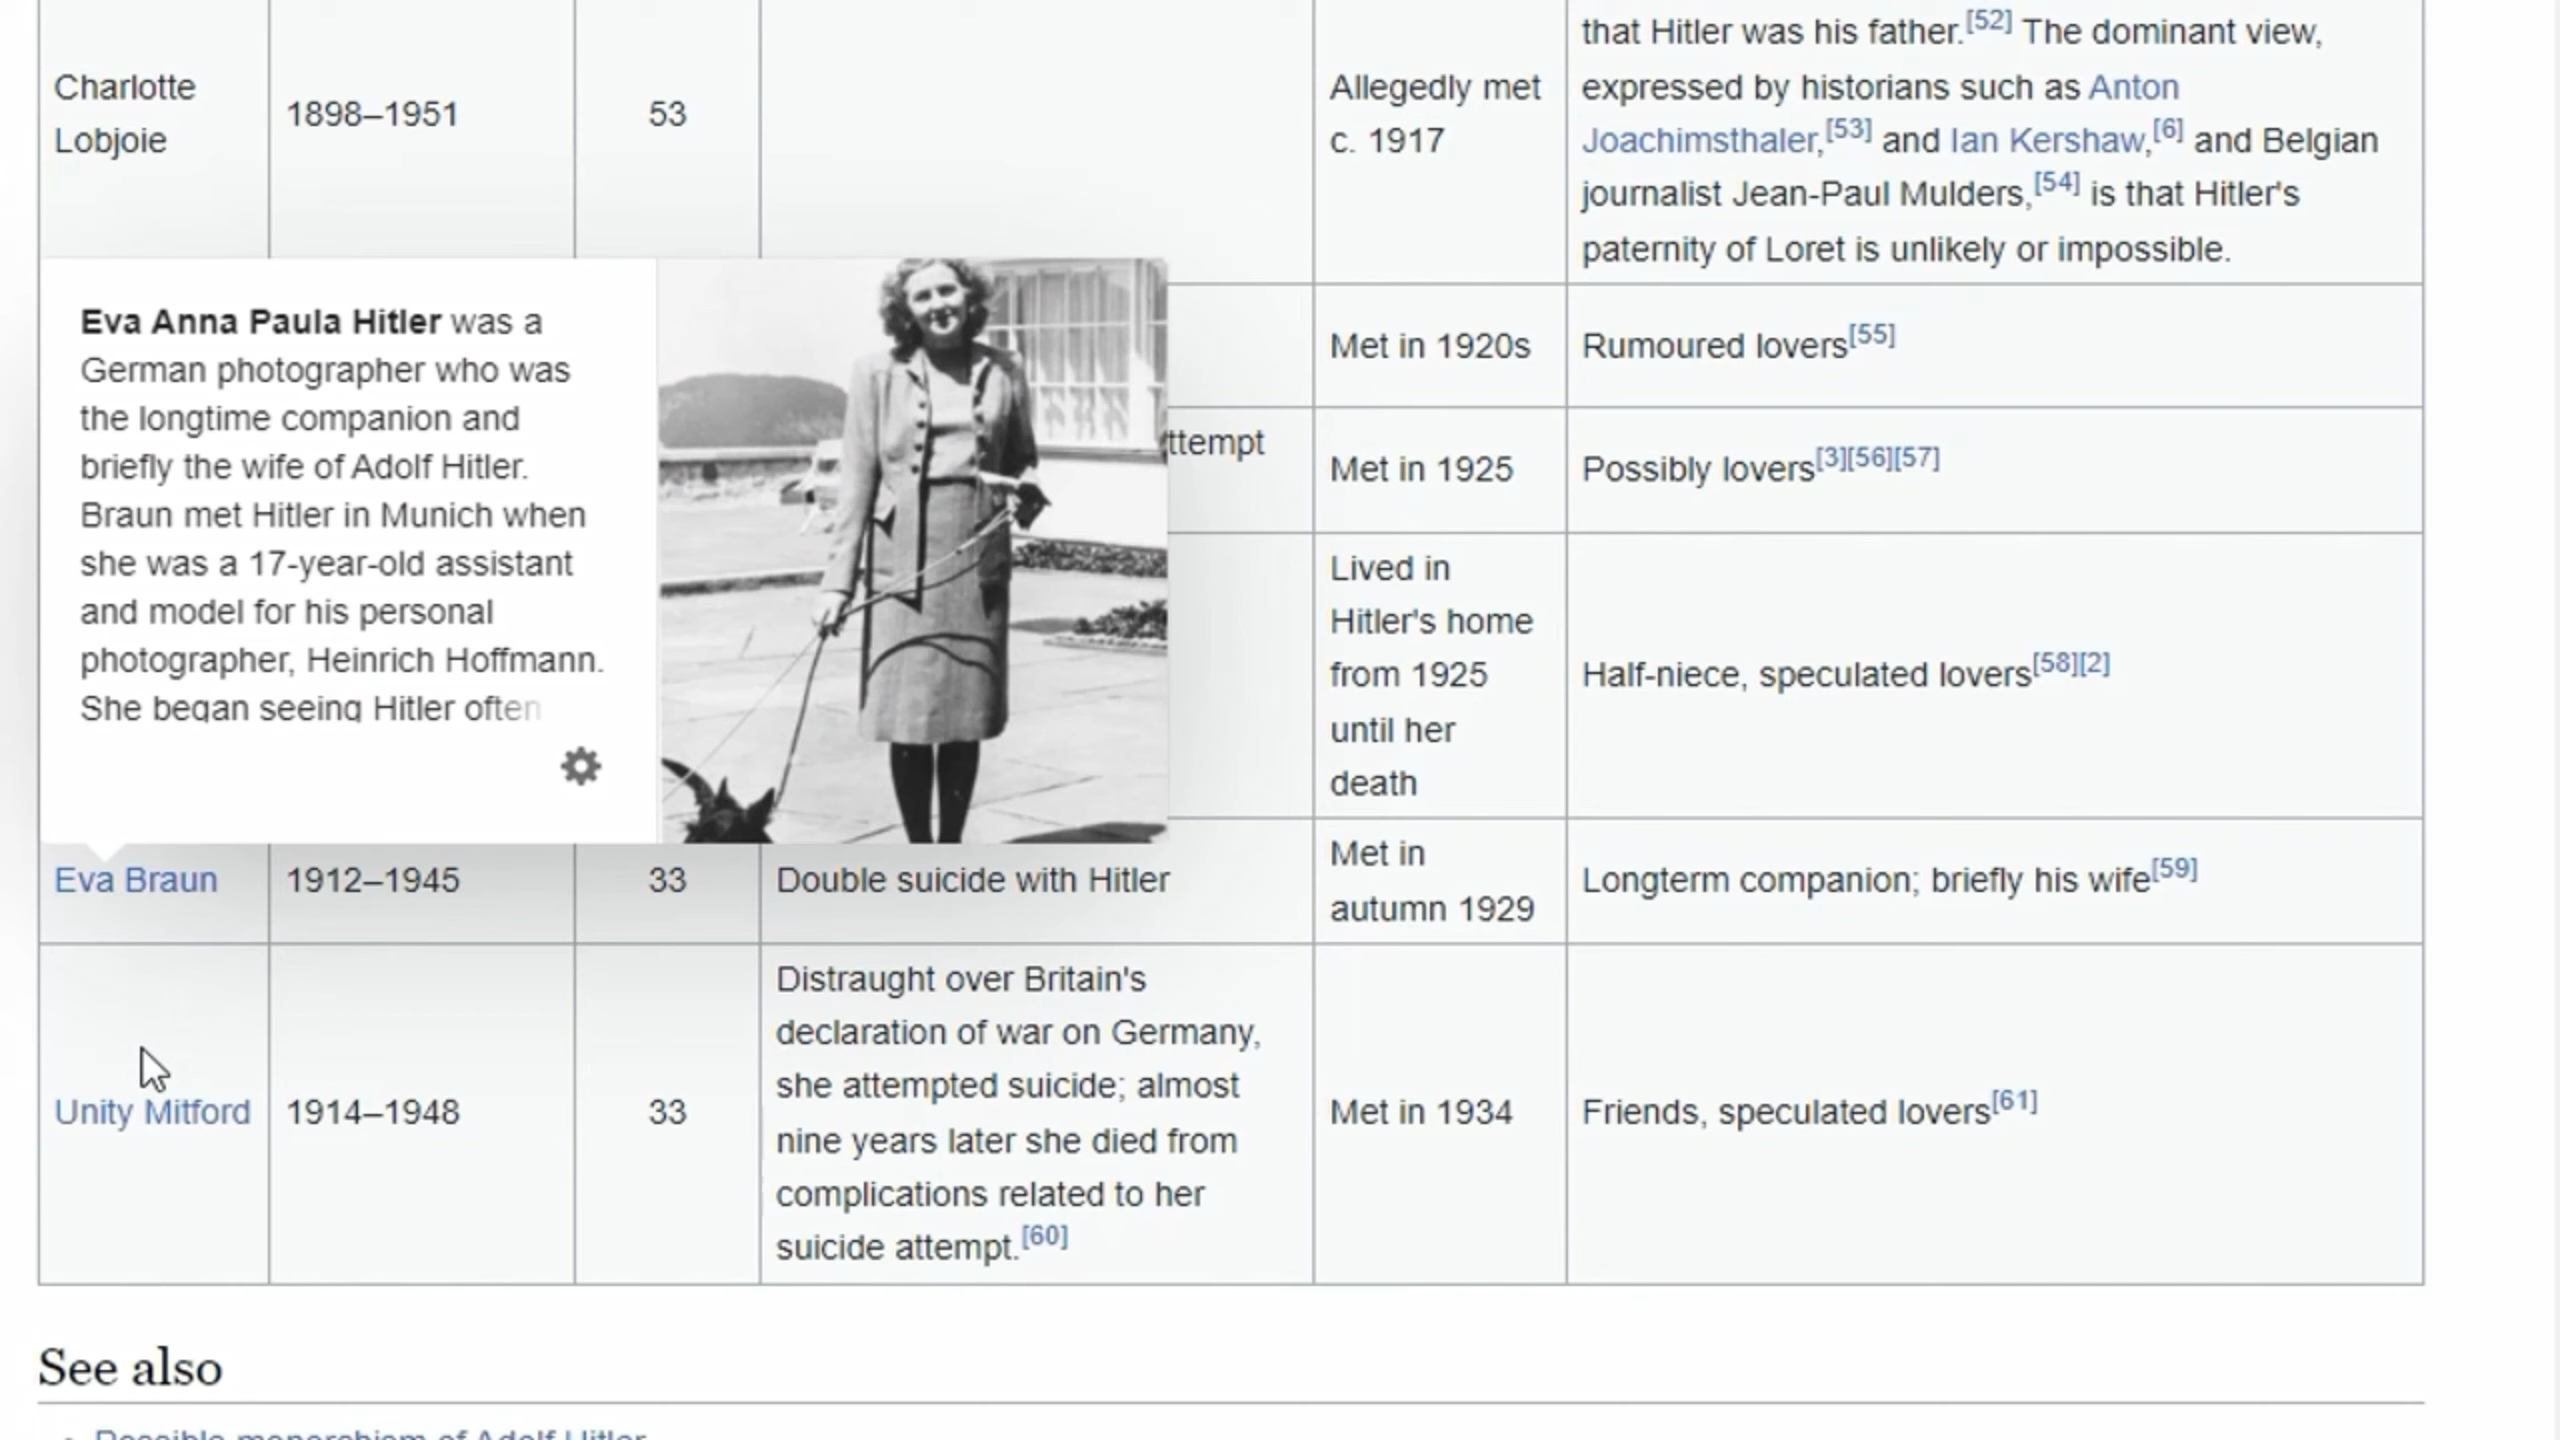 Charlotte
Lobjoie
1898–1951
53
Allegedly met
c. 1917
that Hitler was his father.[52] The dominant view,
expressed by historians such as Anton
Joachimsthaler,[53] and Ian Kershaw,[6] and Belgian
journalist Jean-Paul Mulders,[54] is that Hitler's
paternity of Loret is unlikely or impossible.
Eva Anna Paula Hitler was a
German photographer who was
the longtime companion and
briefly the wife of Adolf Hitler.
Braun met Hitler in Munich when
she was a 17-year-old assistant
and model for his personal
photographer, Heinrich Hoffmann.
She began seeing Hitler often
Met in 1920s
Rumoured lovers[55]
ttempt
Met in 1925
Possibly lovers[3][56][57]
Lived in
Hitler's home
from 1925
until her
death
Half-niece, speculated lovers[58][2]
Eva Braun
1912–1945
33
Double suicide with Hitler
Met in
autumn 1929
Longterm companion; briefly his wife[59]
Unity Mitford
1914–1948
33
Distraught over Britain's
declaration of war on Germany,
she attempted suicide; almost
nine years later she died from
complications related to her
suicide attempt.[60]
Met in 1934
Friends, speculated lovers[61]
See also
Possible monorchism of Adolf Hitler